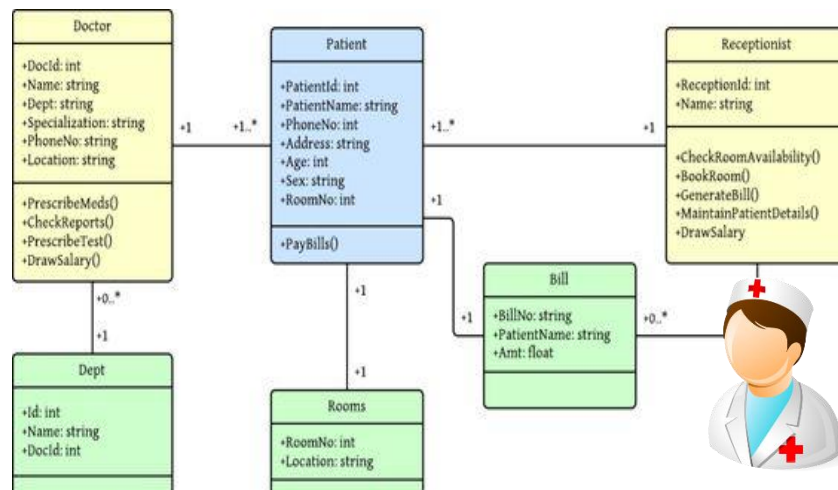 Doctor
+DocId: int
+Name: string
+Dept: string
+Specialization: string
+PhoneNo: string
+Location: string
+PrescribeMeds()
+CheckReports()
+PrescribeTest()
+DrawSalary()
+1
+1..*
Patient
+PatientId: int
+PatientName: string
+PhoneNo: int
+Address: string
+Age: int
+Sex: string
+RoomNo: int
+PayBills()
+1..*
+1
Receptionist
+ReceptionId: int
+Name: string
+CheckRoomAvailability()
+BookRoom()
+GenerateBill()
+MaintainPatientDetails()
+DrawSalary
+1
+0..*
+1
Dept
+Id: int
+Name: string
+DocId: int
+1
+1
Rooms
+RoomNo: int
+Location: string
+1
Bill
+BillNo: string
+PatientName: string
+Amt: float
+0..*